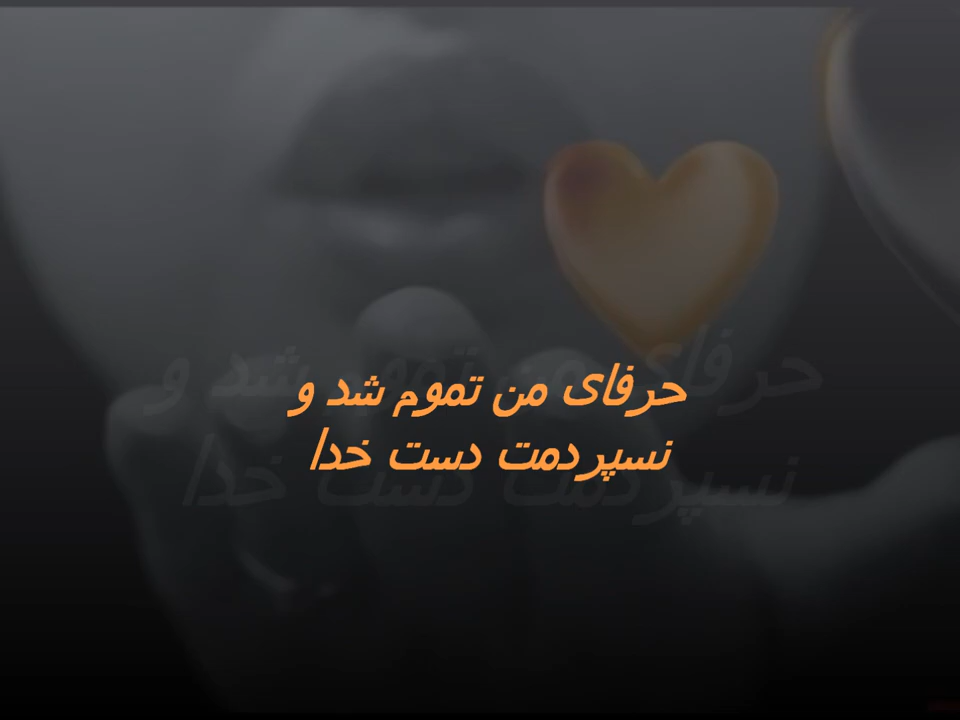 حرفای من تموم شد و
نسپردمت دست خدا